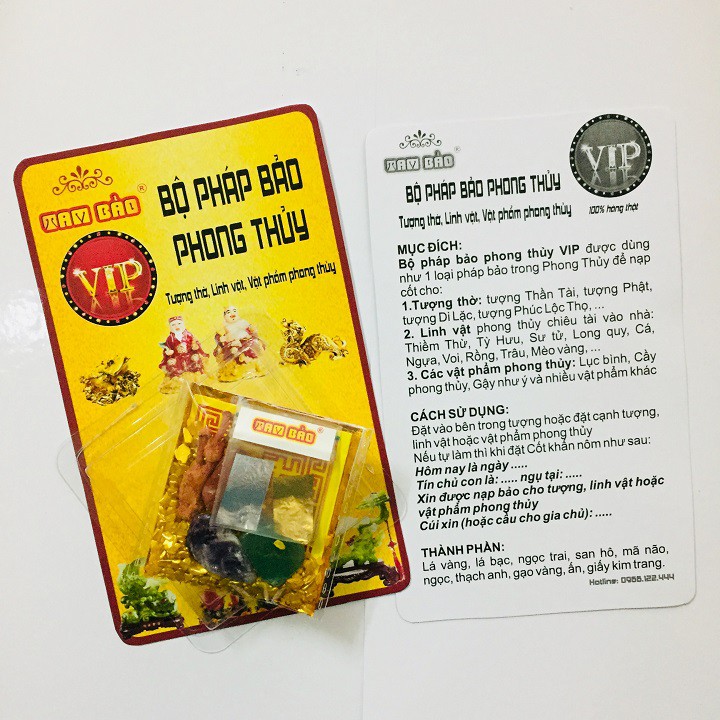 TAM BẢO ®
BỘ PHÁP BẢO
PHONG THỦY
VIP
Tượng thờ, Linh vật, Vật phẩm phong thủy
TAM BẢO
TAM BẢO
VIP
BỘ PHÁP BẢO PHONG THỦY
Tượng thờ, Linh vật, Vật phẩm phong thủy
100% hàng thật
MỤC ĐÍCH:
Bộ pháp bảo phong thủy VIP được dùng
như 1 loại pháp bảo trong Phong Thủy để nạp
cốt cho:
1.Tượng thờ: tượng Thần Tài, tượng Phật,
tượng Di Lặc, tượng Phúc Lộc Thọ, ...
2. Linh vật phong thủy chiêu tài vào nhà:
Thiềm Thừ, Tỳ Hưu, Sư tử, Long quy, Cá,
Ngựa, Voi, Rồng, Trâu, Mèo vàng, ...
3. Các vật phẩm phong thủy: Lục bình, Cầy
phong thủy, Gậy như ý và nhiều vật phẩm khác
CÁCH SỬ DỤNG:
Đặt vào bên trong tượng hoặc đặt cạnh tượng,
linh vật hoặc vật phẩm phong thủy
Nếu tự làm thì khi đặt Cốt khấn nôm như sau:
Hôm nay là ngày .....
Tín chủ con là: ..... ngụ tại: .....
Xin được nạp bảo cho tượng, linh vật hoặc
vật phẩm phong thủy
Cúi xin (hoặc cầu cho gia chủ): .....
THÀNH PHẦN:
Lá vàng, lá bạc, ngọc trai, san hô, mã não,
ngọc, thạch anh, gạo vàng, ấn, giấy kim trang.
Hotline: 0966.122.444